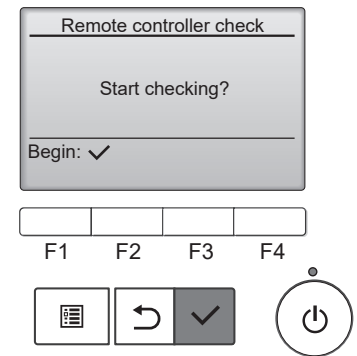 Remote controller check
Start checking?
Begin: ✓
F1 F2 F3 F4